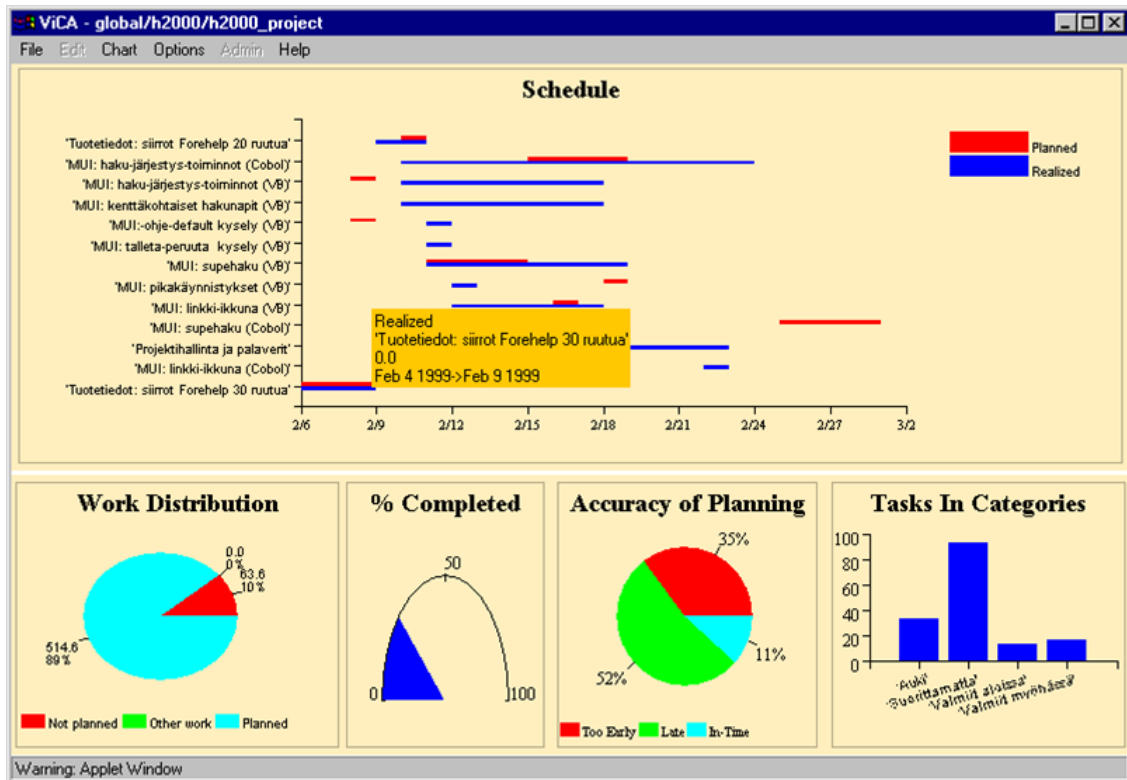 ViCA - global/h2000/h2000_project
File Edit Chart Options Admin Help
Schedule
'Tuotetiedot: siirrot Forehelp 20 ruutua'
'MUI: haku-järjestys-toiminnot (Cobol)'
'MUI: haku-järjestys-toiminnot (VB)'
'MUI: kenttäkohtaiset hakunapit (VB)'
'MUI:-ohje-default kysely (VB)'
'MUI: talleta-peruuta kysely (VB)'
'MUI: supehaku (VB)'
'MUI: pikakäynnistykset (VB)'
'MUI: linkki-ikkuna (VB)'
'MUI: supehaku (Cobol)'
'Projektihallinta ja palaverit'
'MUI: linkki-ikkuna (Cobol)'
'Tuotetiedot: siirrot Forehelp 30 ruutua'
Planned
Realized
Realized
'Tuotetiedot: siirrot Forehelp 30 ruutua'
0.0
Feb 4 1999->Feb 9 1999
2/6 2/9 2/12 2/15 2/18 2/21 2/24 2/27 3/2
Work Distribution
0.0
0%
63.6
10%
514.6
89%
Not planned Other work Planned
% Completed
50
0 100
Accuracy of Planning
35%
11%
52%
Too Early Late In-Time
Tasks In Categories
100
80
60
40
20
0
'Auki'
'Suorittamatta'
'Valmiit ajoissa'
'Valmiit myöhässä'
Warning: Applet Window